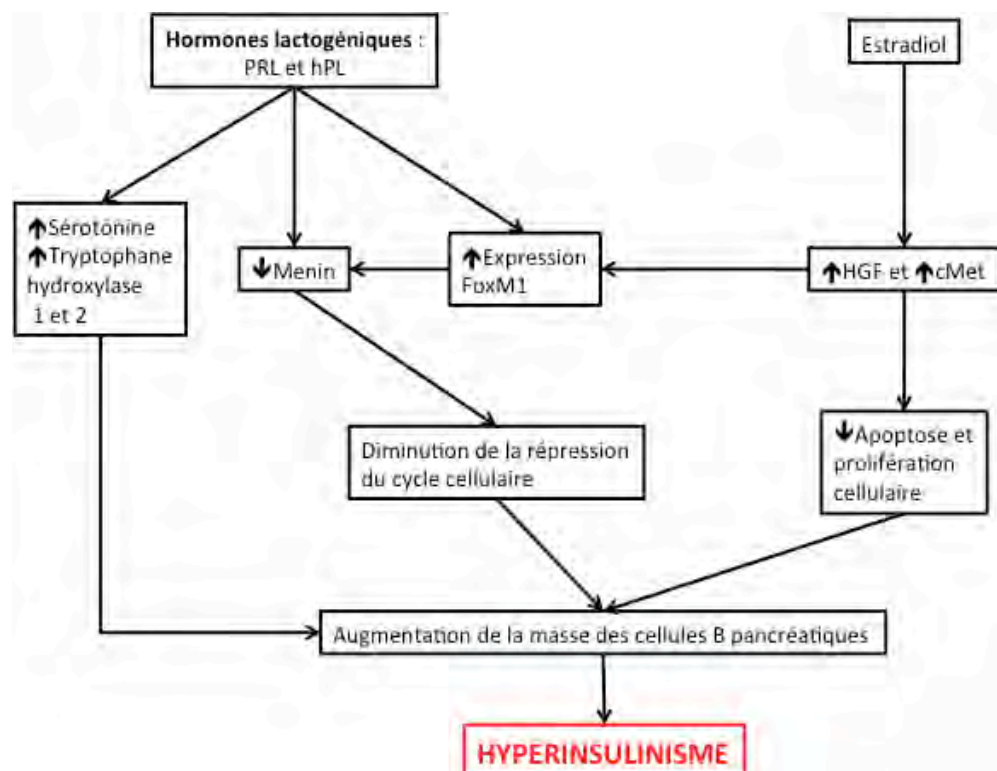 Hormones lactogéniques :
PRL et hPL
Estradiol
↑Sérotonine
↑Tryptophane
hydroxylase
1 et 2
↓Menin
↑Expression
FoxM1
↑HGF et ↑cMet
Diminution de la répression
du cycle cellulaire
↓Apoptose et
prolifération
cellulaire
Augmentation de la masse des cellules B pancréatiques
HYPERINSULINISME